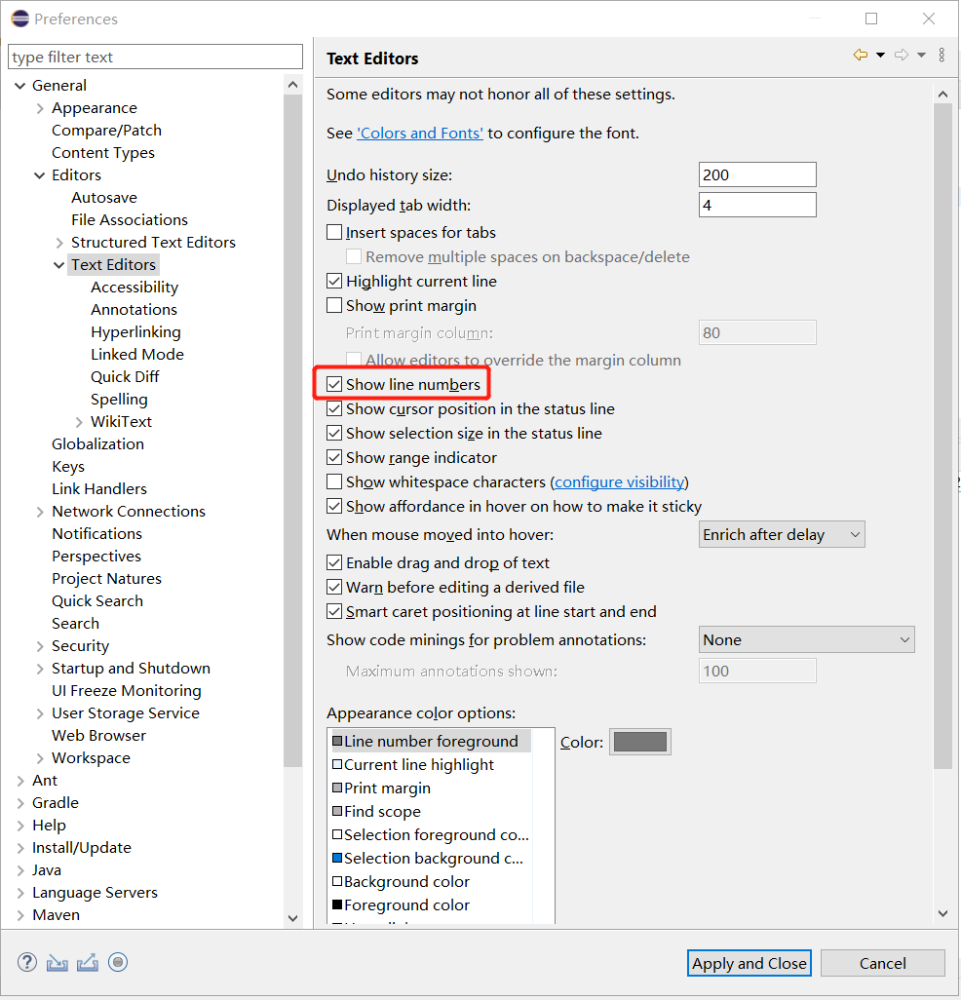 Preferences
type filter text
General
Appearance
Compare/Patch
Content Types
Editors
Autosave
File Associations
Structured Text Editors
Text Editors
Accessibility
Annotations
Hyperlinking
Linked Mode
Quick Diff
Spelling
WikiText
Globalization
Keys
Link Handlers
Network Connections
Notifications
Perspectives
Project Natures
Quick Search
Search
Security
Startup and Shutdown
UI Freeze Monitoring
User Storage Service
Web Browser
Workspace
Ant
Gradle
Help
Install/Update
Java
Language Servers
Maven
Text Editors
Some editors may not honor all of these settings.
See 'Colors and Fonts' to configure the font.
Undo history size: 200
Displayed tab width: 4
Insert spaces for tabs
Remove multiple spaces on backspace/delete
Highlight current line
Show print margin
Print margin column: 80
Allow editors to override the margin column
Show line numbers
Show cursor position in the status line
Show selection size in the status line
Show range indicator
Show whitespace characters (configure visibility)
Show affordance in hover on how to make it sticky
When mouse moved into hover: Enrich after delay
Enable drag and drop of text
Warn before editing a derived file
Smart caret positioning at line start and end
Show code minings for problem annotations: None
Maximum annotations shown: 100
Appearance color options:
Line number foreground
Color:
Current line highlight
Print margin
Find scope
Selection foreground co...
Selection background c...
Background color
Foreground color
Apply and Close
Cancel